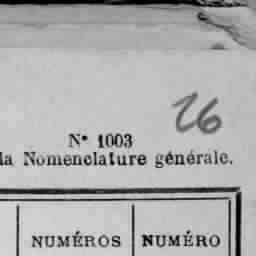 26
N° 1003
la Nomenclature générale.
NUMÉROS NUMÉRO